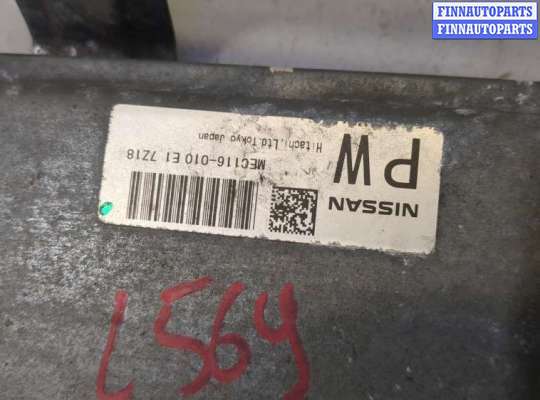 FINNAUTOPARTS
FINNAUTOPARTS
NISSAN
PW
Hitachi,Ltd.Tokyo Japan
MEC116-010 E1 7Z18
L564